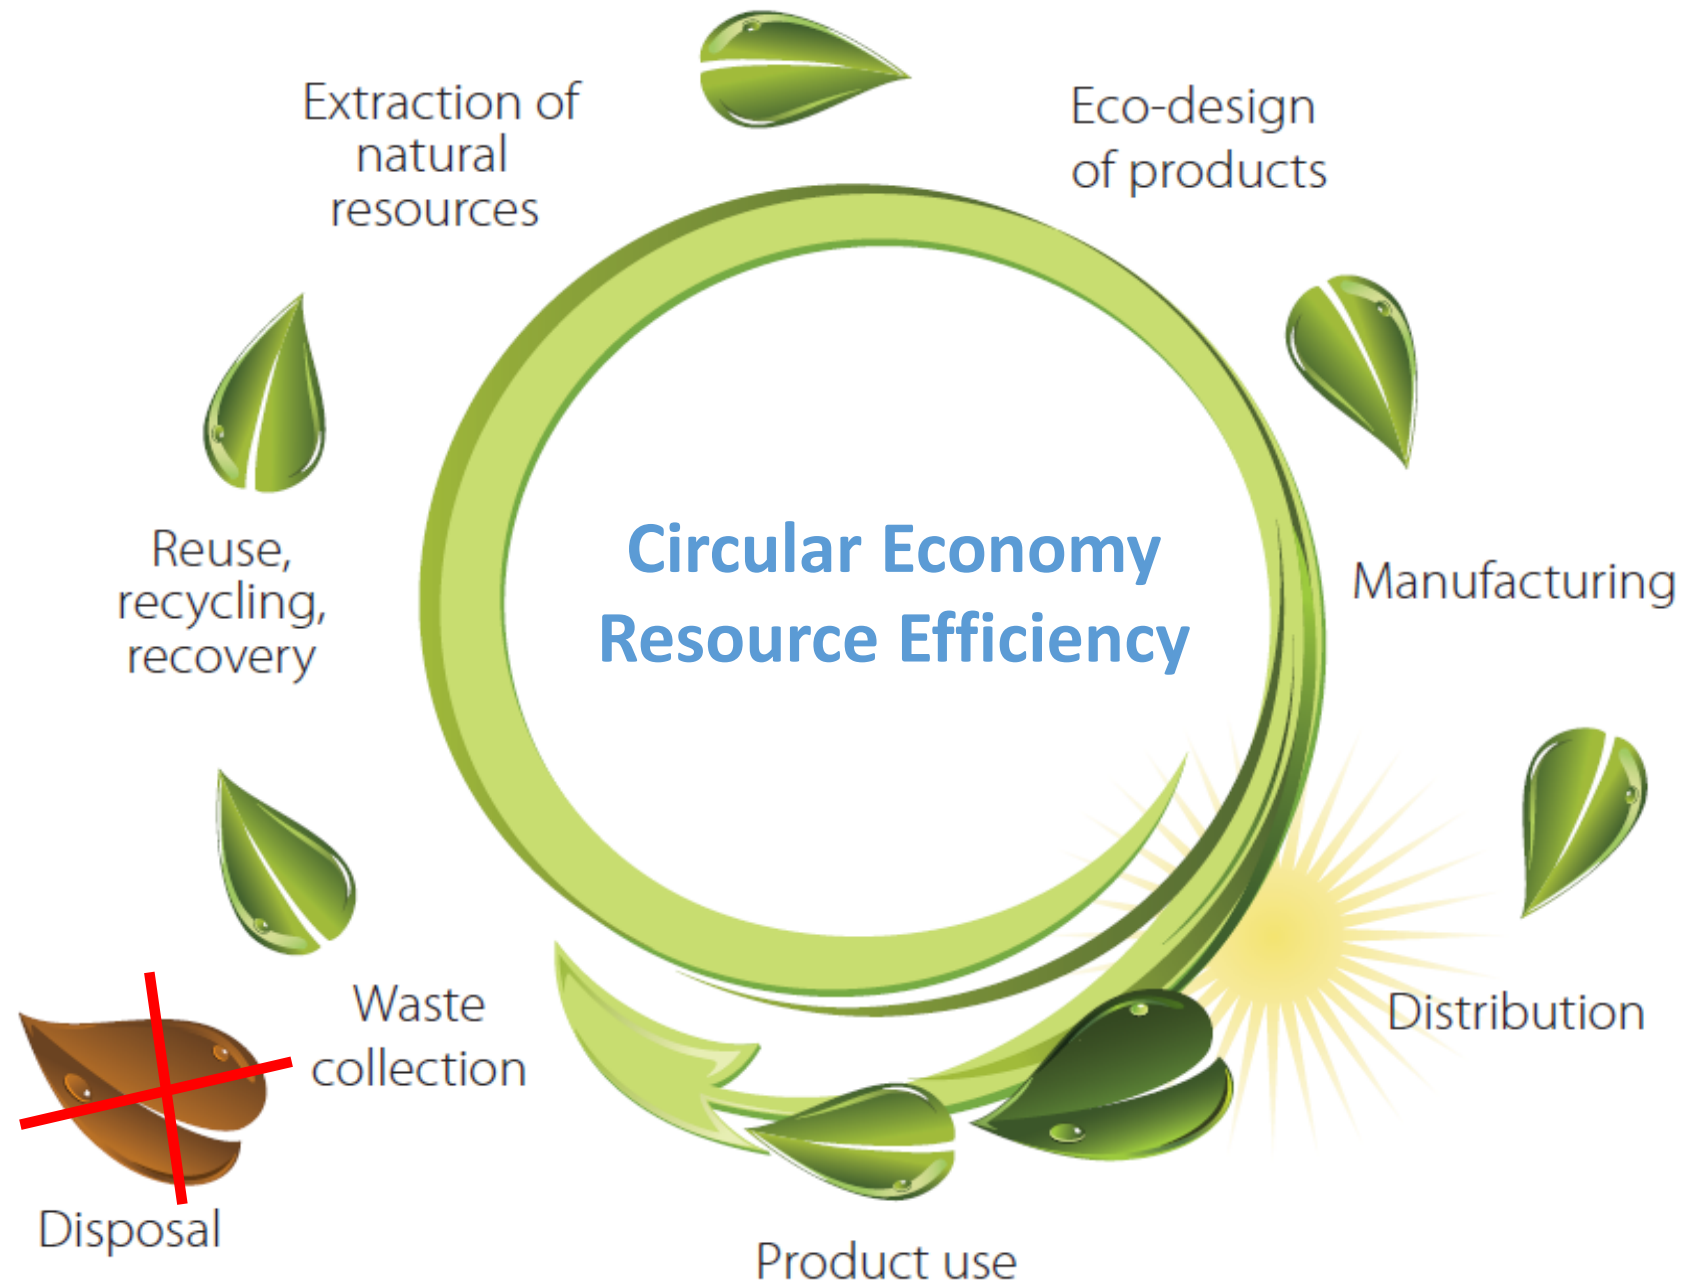 Extraction of
natural
resources
Eco-design
of products
Circular Economy
Resource Efficiency
Manufacturing
Reuse,
recycling,
recovery
Distribution
Waste
collection
Disposal
Product use